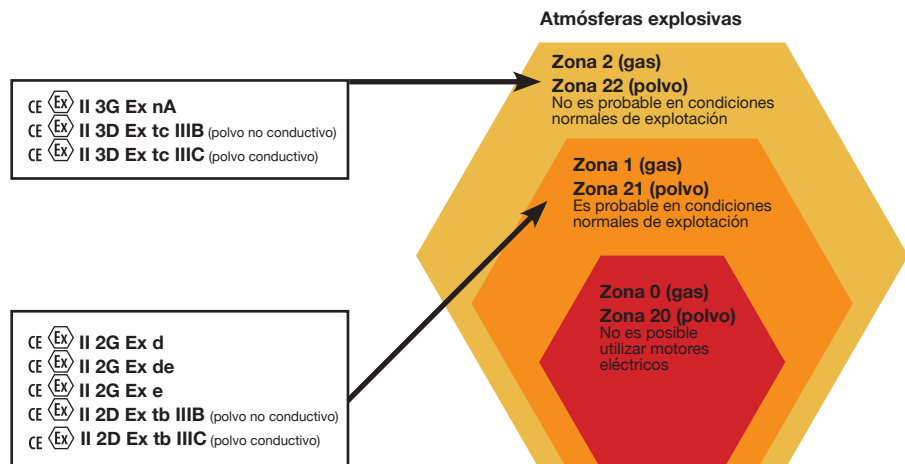 Atmósferas explosivas
Zona 2 (gas)
Zona 22 (polvo)
No es probable en condiciones
normales de explotación
CE Ex II 3G Ex nA
CE Ex II 3D Ex tc IIIB (polvo no conductivo)
CE Ex II 3D Ex tc IIIC (polvo conductivo)
Zona 1 (gas)
Zona 21 (polvo)
Es probable en condiciones
normales de explotación
Zona 0 (gas)
Zona 20 (polvo)
No es posible
utilizar motores
eléctricos
CE Ex II 2G Ex d
CE Ex II 2G Ex de
CE Ex II 2G Ex e
CE Ex II 2D Ex tb IIIB (polvo no conductivo)
CE Ex II 2D Ex tb IIIC (polvo conductivo)